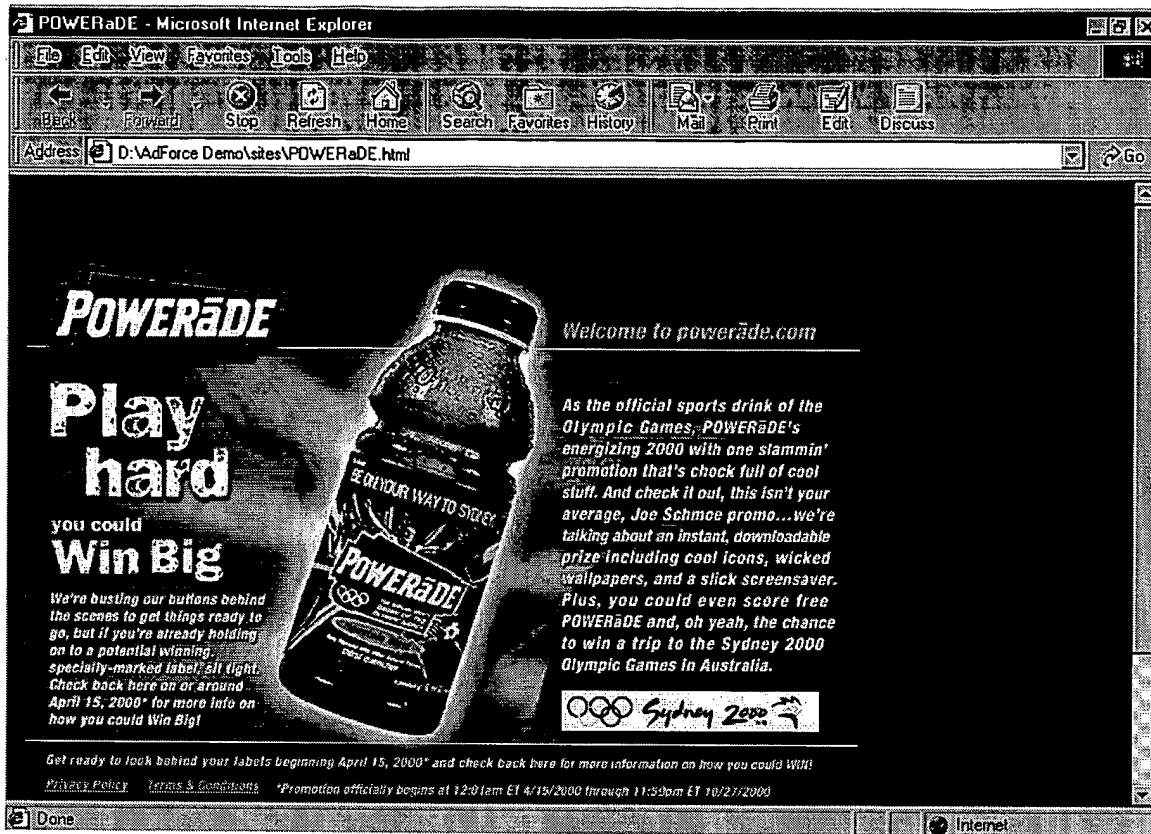 POWERaDE - Microsoft Internet Explorer
File Edit View Favorites Tools Help
Back Forward Stop Refresh Home Search Favorites History Mail Print Edit Discuss
Address D:\AdForce Demo\sites\POWERaDE.html Go
POWERāDE
Welcome to powerāde.com
Play
hard
you could
Win Big
We're busting our buttons behind
the scenes to get things ready to
go, but if you're already holding
on to a potential winning,
specially-marked label, sit tight.
Check back here on or around
April 15, 2000* for more info on
how you could Win Big!
BE ON YOUR WAY TO SYDNEY
POWERāDE
As the official sports drink of the
Olympic Games, POWERāDE's
energizing 2000 with one slammin'
promotion that's chock full of cool
stuff. And check it out, this isn't your
average, Joe Schmoe promo...we're
talking about an instant, downloadable
prize including cool icons, wicked
wallpapers, and a slick screensaver.
Plus, you could even score free
POWERāDE and, oh yeah, the chance
to win a trip to the Sydney 2000
Olympic Games in Australia.
Sydney 2000
Get ready to look behind your labels beginning April 15, 2000* and check back here for more information on how you could WIN!
Privacy Policy Terms & Conditions *Promotion officially begins at 12:01am ET 4/15/2000 through 11:59pm ET 10/27/2000
Done Internet